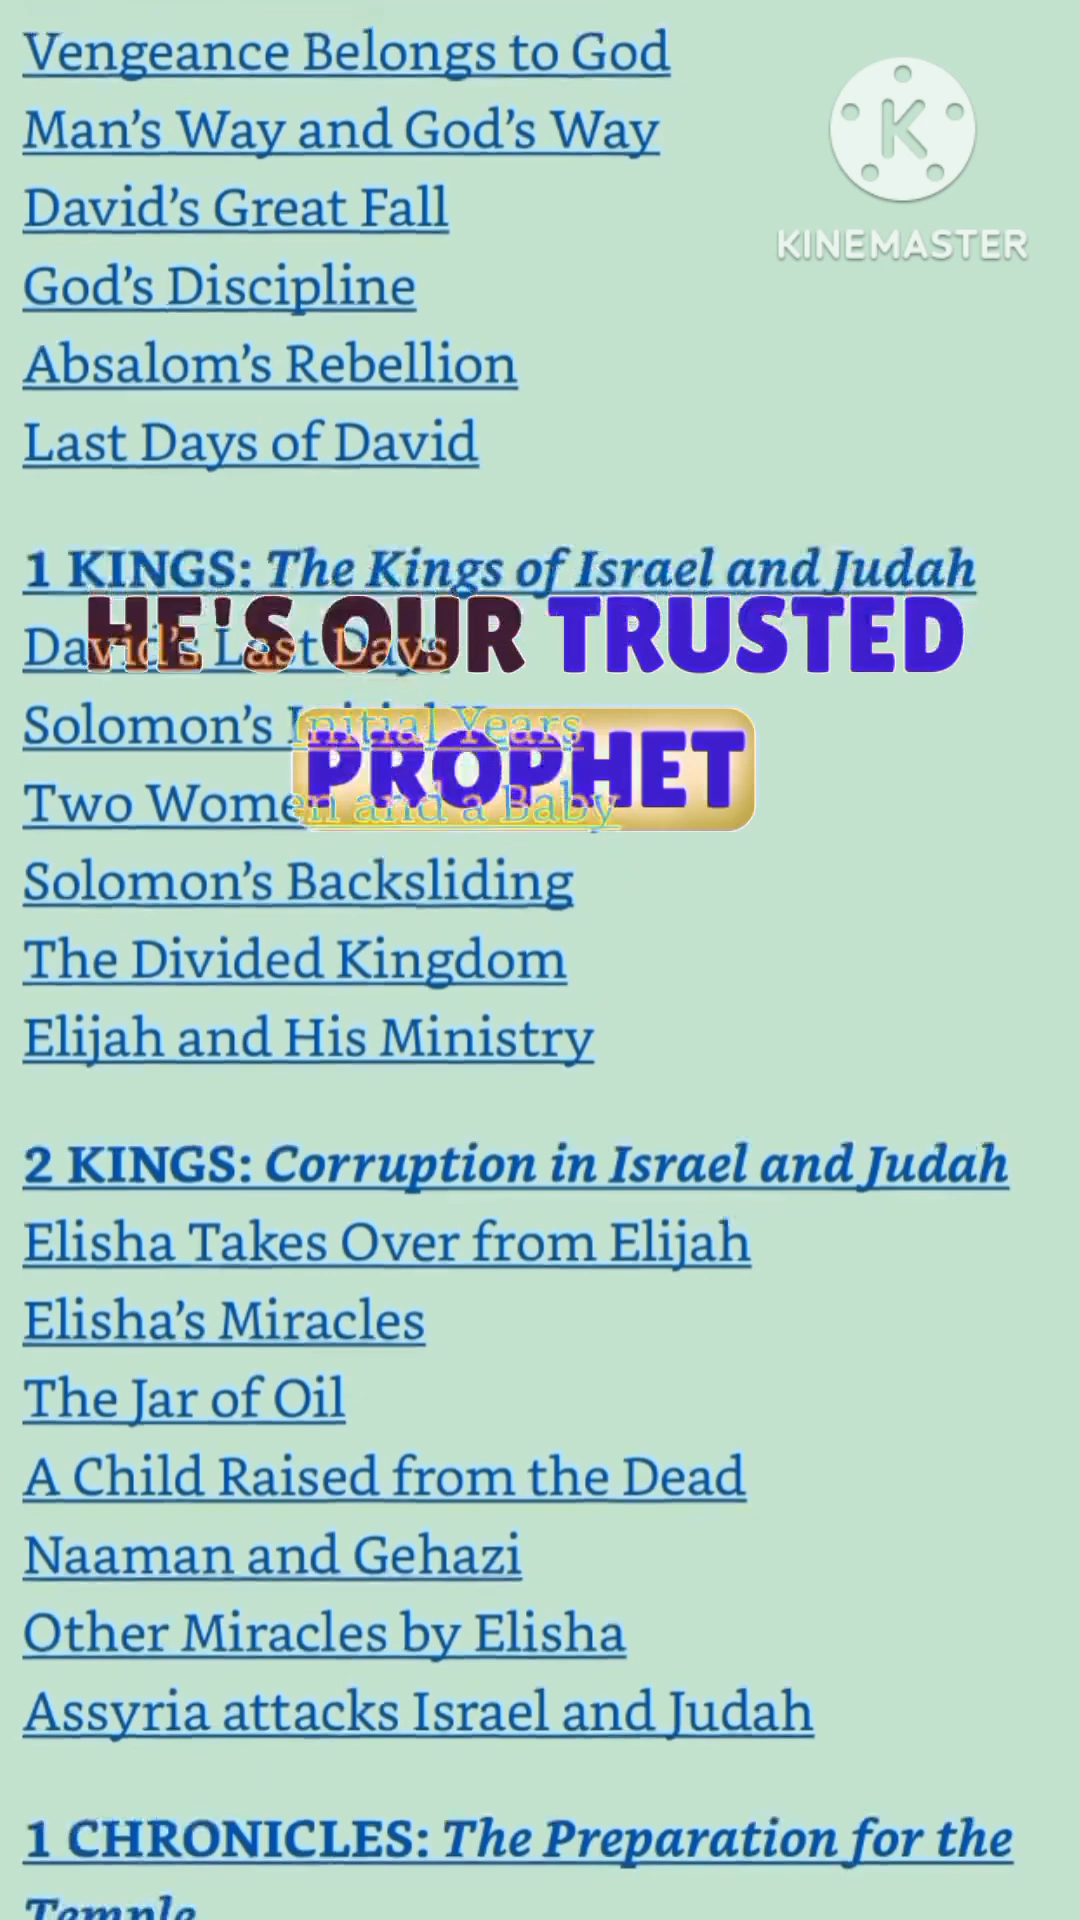 Vengeance Belongs to God
Man’s Way and God’s Way
K
KINEMASTER
David’s Great Fall
God’s Discipline
Absalom’s Rebellion
Last Days of David
1 KINGS: The Kings of Israel and Judah
HE'S OUR TRUSTED
David’s Last Days
Solomon’s Initial Years
PROPHET
Two Women and a Baby
Solomon’s Backsliding
The Divided Kingdom
Elijah and His Ministry
2 KINGS: Corruption in Israel and Judah
Elisha Takes Over from Elijah
Elisha’s Miracles
The Jar of Oil
A Child Raised from the Dead
Naaman and Gehazi
Other Miracles by Elisha
Assyria attacks Israel and Judah
1 CHRONICLES: The Preparation for the
Temple